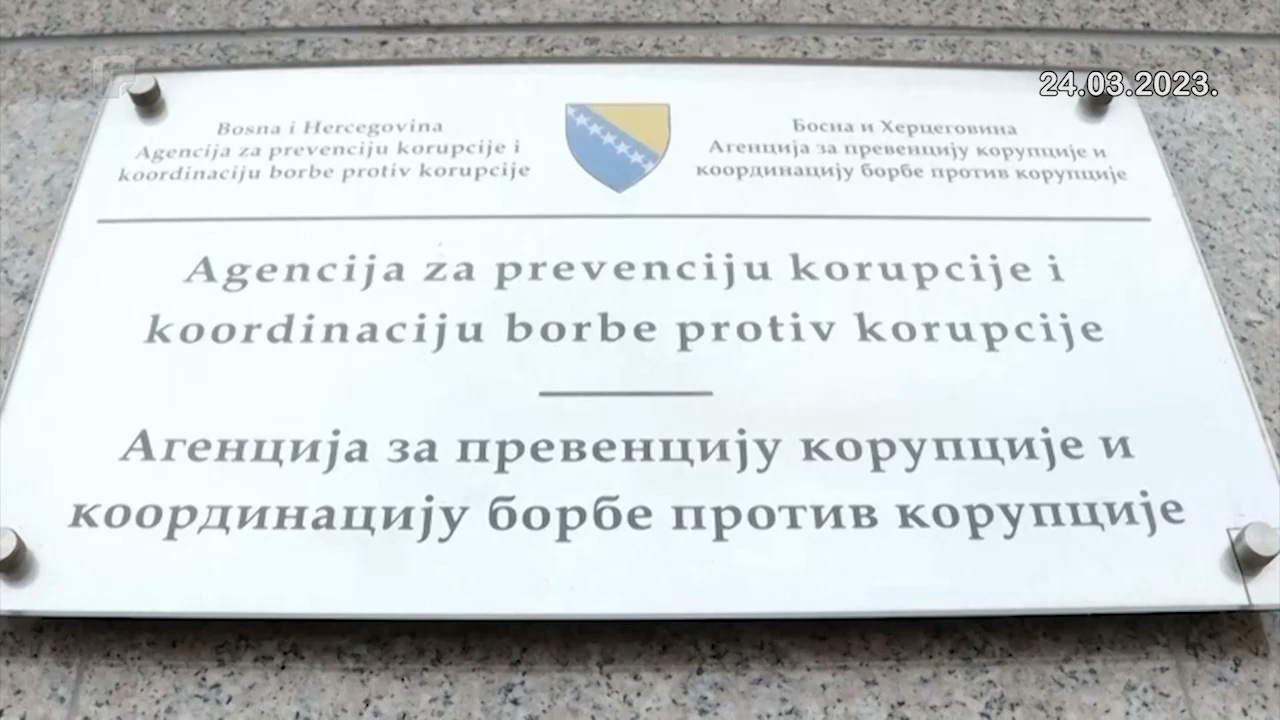 24.03.2023.
Bosna i Hercegovina
Agencija za prevenciju korupcije i
koordinaciju borbe protiv korupcije
Босна и Херцеговина
Агенција за превенцију корупције и
координацију борбе против корупције
Agencija za prevenciju korupcije i
koordinaciju borbe protiv korupcije
Агенција за превенцију корупције и
координацију борбе против корупције